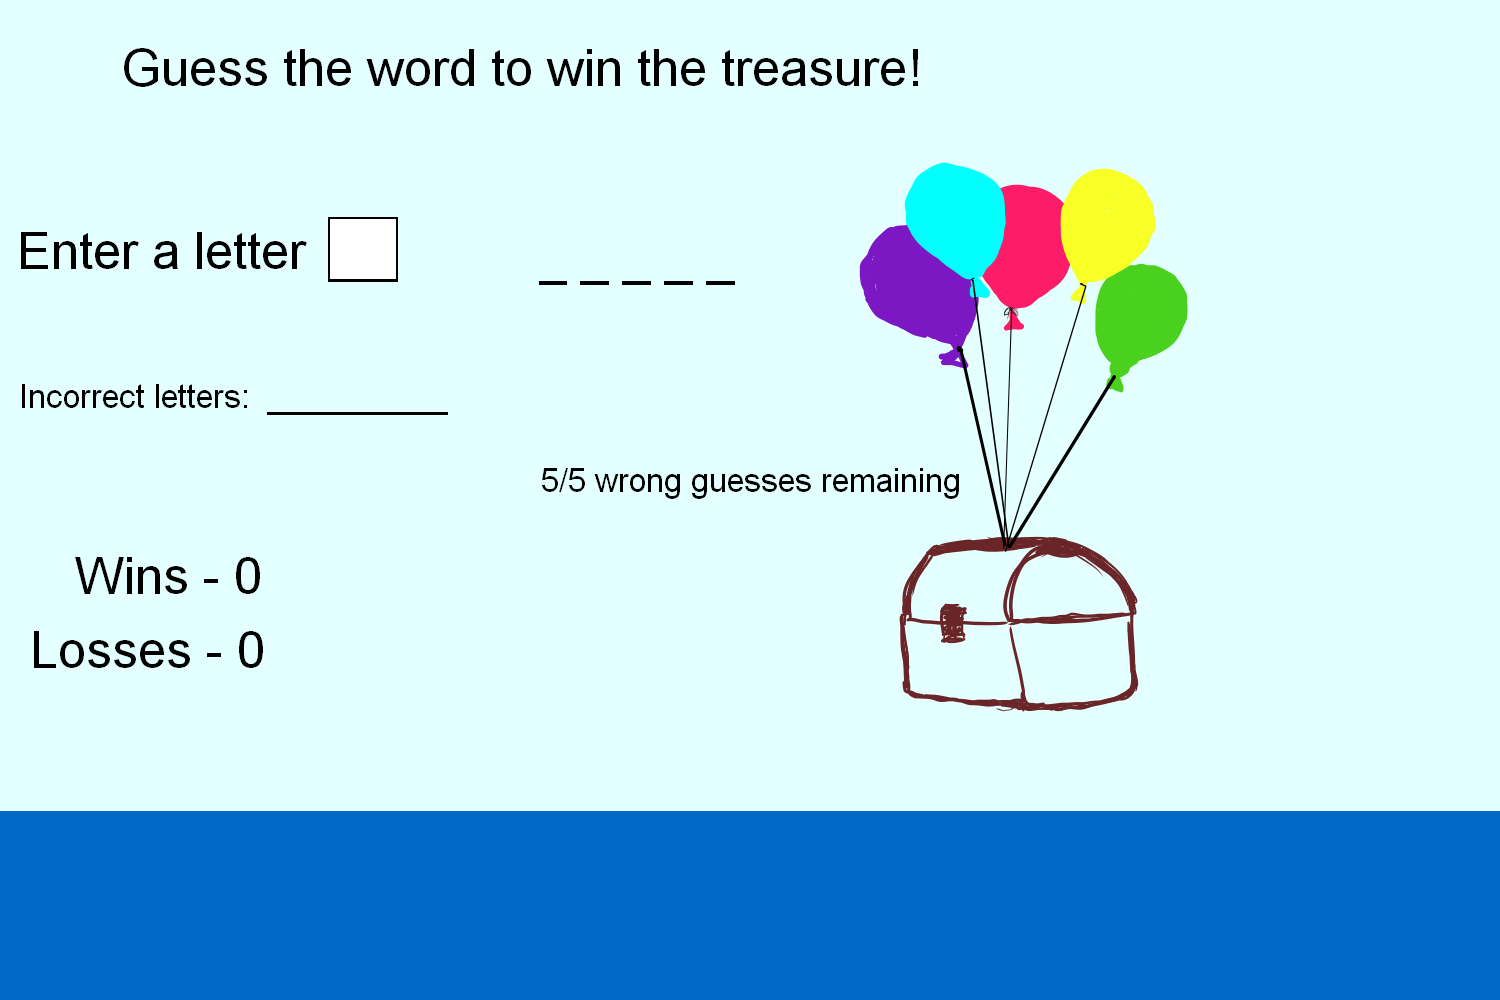 Guess the word to win the treasure!
Enter a letter
_ _ _ _ _
Incorrect letters: __________
5/5 wrong guesses remaining
Wins - 0
Losses - 0